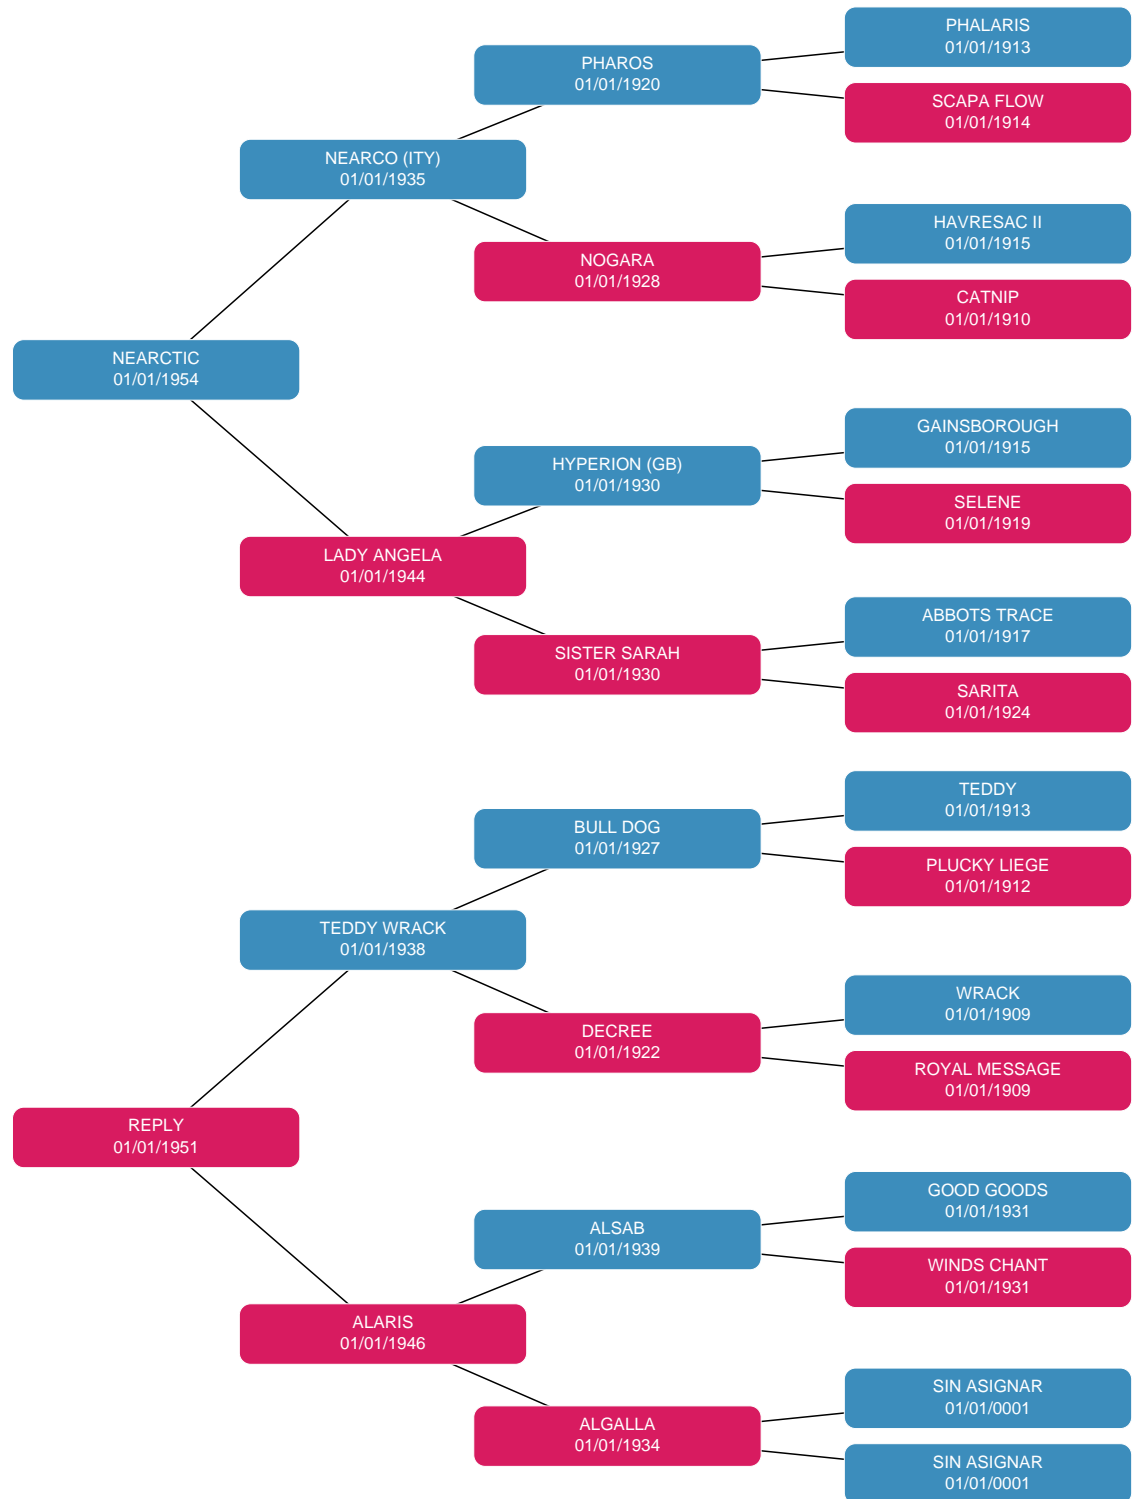 PHALARIS
01/01/1913
PHAROS
01/01/1920
SCAPA FLOW
01/01/1914
NEARCO (ITY)
01/01/1935
HAVRESAC II
01/01/1915
NOGARA
01/01/1928
CATNIP
01/01/1910
NEARCTIC
01/01/1954
GAINSBOROUGH
01/01/1915
HYPERION (GB)
01/01/1930
SELENE
01/01/1919
LADY ANGELA
01/01/1944
ABBOTS TRACE
01/01/1917
SISTER SARAH
01/01/1930
SARITA
01/01/1924
TEDDY
01/01/1913
BULL DOG
01/01/1927
PLUCKY LIEGE
01/01/1912
TEDDY WRACK
01/01/1938
WRACK
01/01/1909
DECREE
01/01/1922
ROYAL MESSAGE
01/01/1909
REPLY
01/01/1951
GOOD GOODS
01/01/1931
ALSAB
01/01/1939
WINDS CHANT
01/01/1931
ALARIS
01/01/1946
SIN ASIGNAR
01/01/0001
ALGALLA
01/01/1934
SIN ASIGNAR
01/01/0001